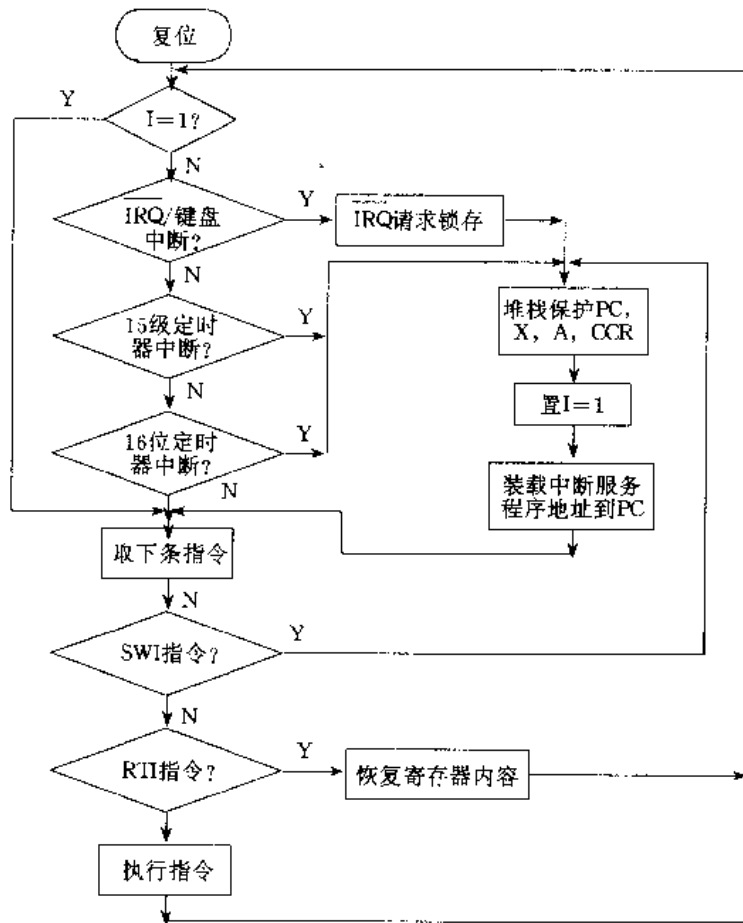 复位
Y
I=1?
N
IRQ/键盘
中断?
Y
IRQ请求锁存
N
15级定时
器中断?
Y
堆栈保护PC,
X, A, CCR
N
置I=1
16位定时
器中断?
Y
N
装载中断服务
程序地址到PC
取下条指令
N
SWI指令?
Y
N
RTI指令?
Y
恢复寄存器内容
执行指令